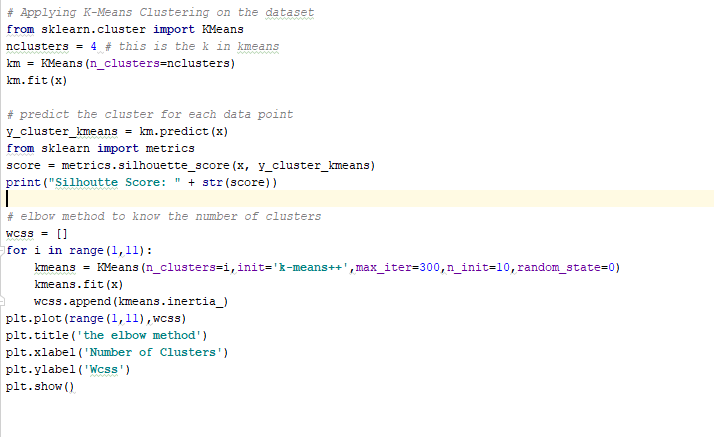 # Applying K-Means Clustering on the dataset
from sklearn.cluster import KMeans
nclusters = 4 # this is the k in kmeans
km = KMeans(n_clusters=nclusters)
km.fit(x)
# predict the cluster for each data point
y_cluster_kmeans = km.predict(x)
from sklearn import metrics
score = metrics.silhouette_score(x, y_cluster_kmeans)
print("Silhoutte Score: " + str(score))
# elbow method to know the number of clusters
wcss = []
for i in range(1,11):
    kmeans = KMeans(n_clusters=i,init='k-means++',max_iter=300,n_init=10,random_state=0)
    kmeans.fit(x)
    wcss.append(kmeans.inertia_)
plt.plot(range(1,11),wcss)
plt.title('the elbow method')
plt.xlabel('Number of Clusters')
plt.ylabel('Wcss')
plt.show()